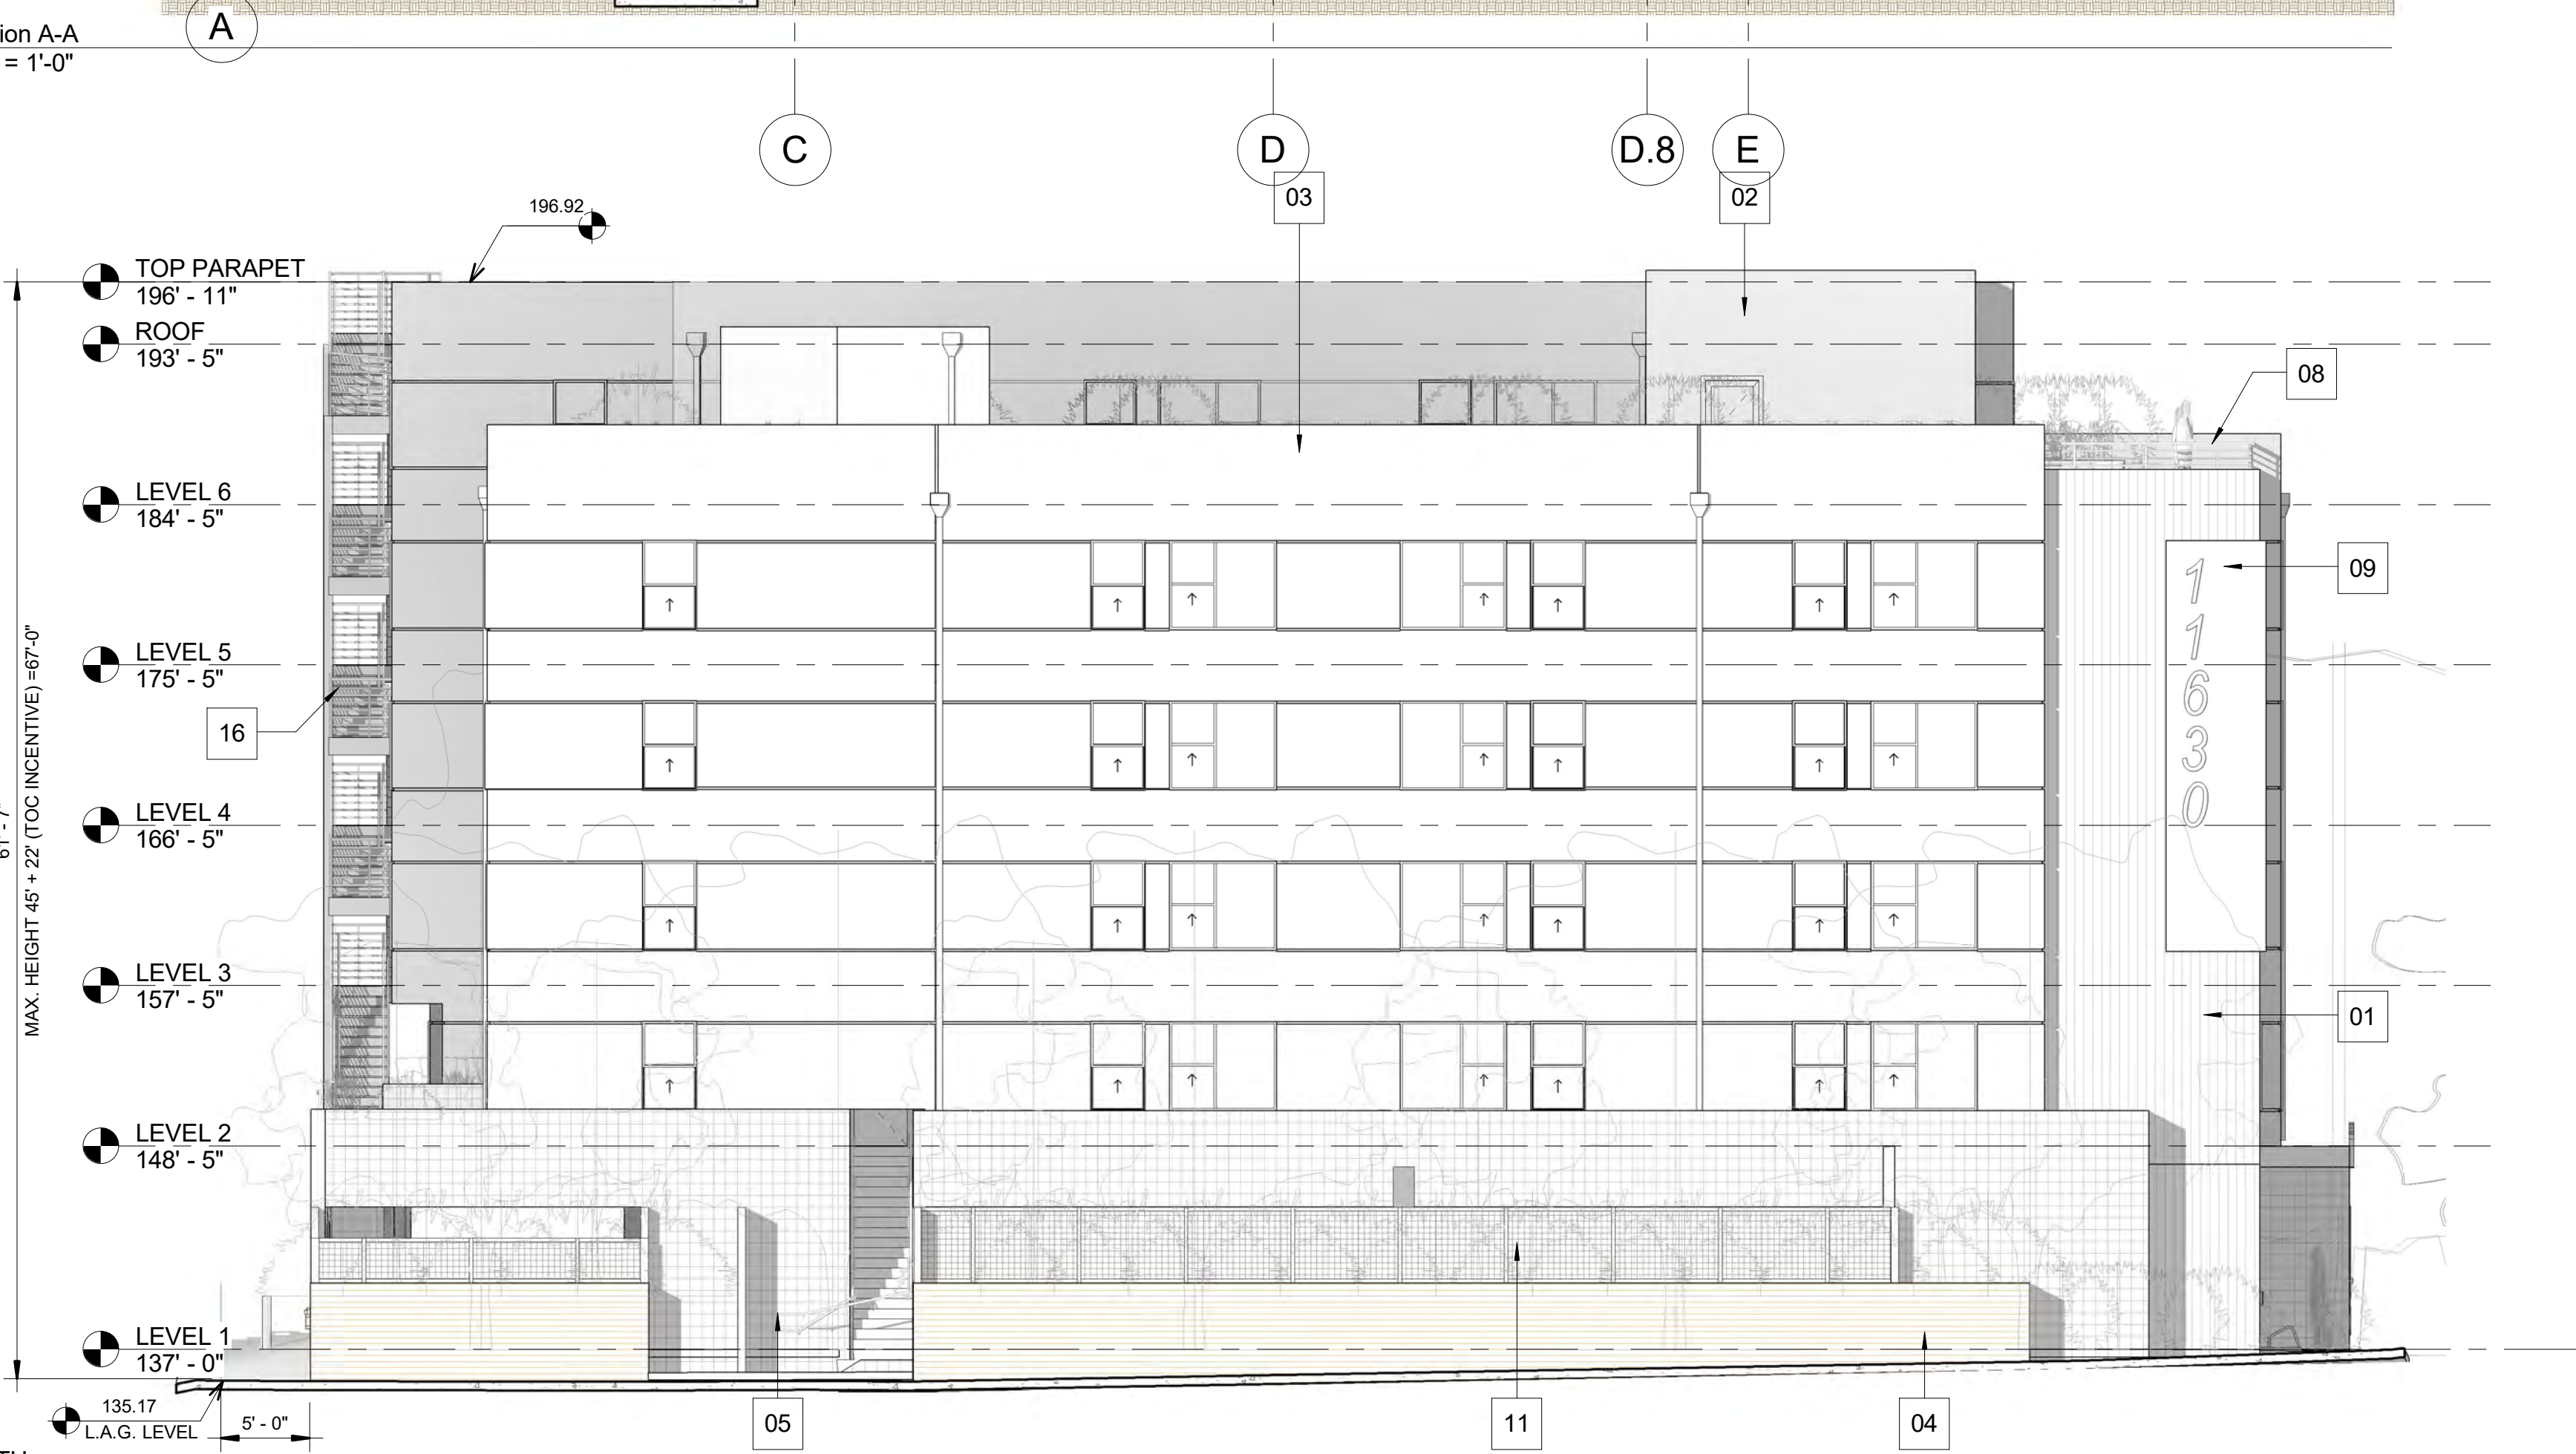 ion A-A
= 1'-0"
A
C
D
D.8
E
03
02
196.92
TOP PARAPET
196' - 11"
ROOF
193' - 5"
08
LEVEL 6
184' - 5"
09
11630
LEVEL 5
175' - 5"
16
MAX. HEIGHT 45' + 22' (TOC INCENTIVE) =67'-0"
61' - 7"
LEVEL 4
166' - 5"
LEVEL 3
157' - 5"
01
LEVEL 2
148' - 5"
LEVEL 1
137' - 0"
135.17
L.A.G. LEVEL
5' - 0"
05
11
04